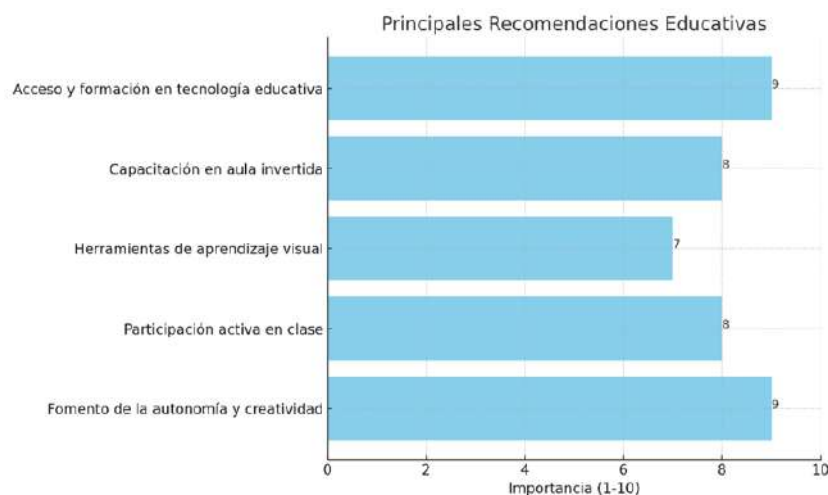 Principales Recomendaciones Educativas
Acceso y formación en tecnología educativa
9
Capacitación en aula invertida
8
Herramientas de aprendizaje visual
7
Participación activa en clase
8
Fomento de la autonomía y creatividad
9
0 2 4 6 8 10
Importancia (1-10)